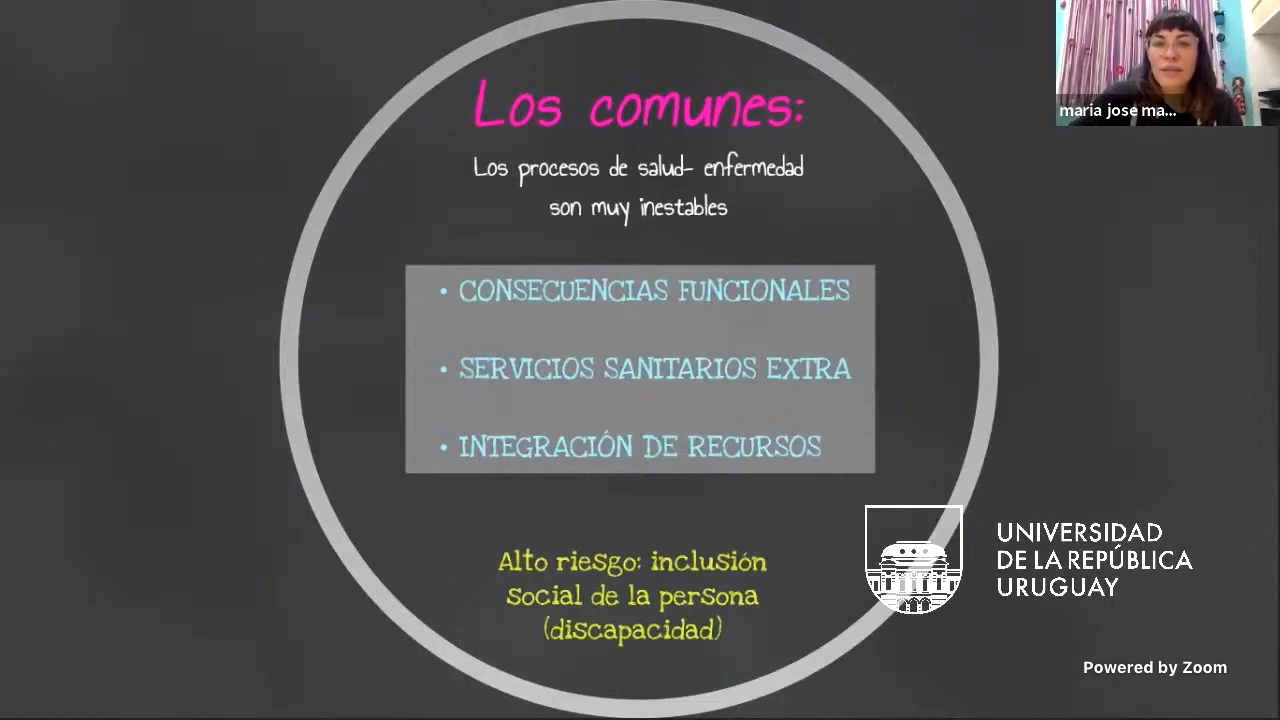 Los comunes:
Los procesos de salud- enfermedad
son muy inestables
• CONSECUENCIAS FUNCIONALES
• SERVICIOS SANITARIOS EXTRA
• INTEGRACIÓN DE RECURSOS
Alto riesgo: inclusión
social de la persona
(discapacidad)
maria jose ma...
UNIVERSIDAD
DE LA REPÚBLICA
URUGUAY
Powered by Zoom